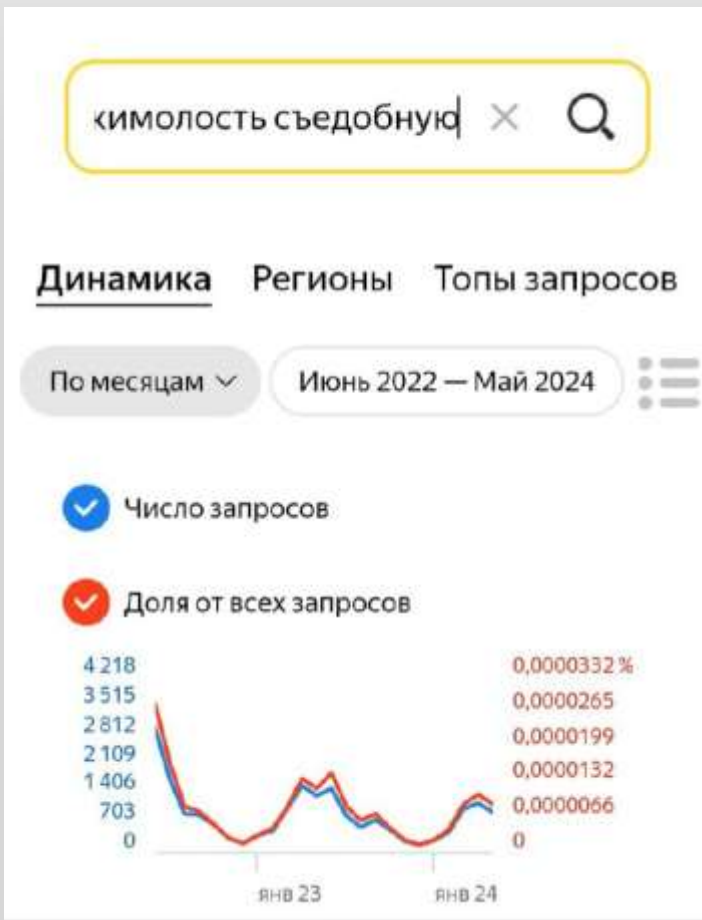 кимолость съедобную
Динамика Регионы Топы запросов
По месяцам Июнь 2022 — Май 2024
Число запросов
Доля от всех запросов
4 218 0,0000332 %
3 515 0,0000265
2 812 0,0000199
2 109 0,0000132
1 406 0,0000066
703 0
0
янв 23 янв 24